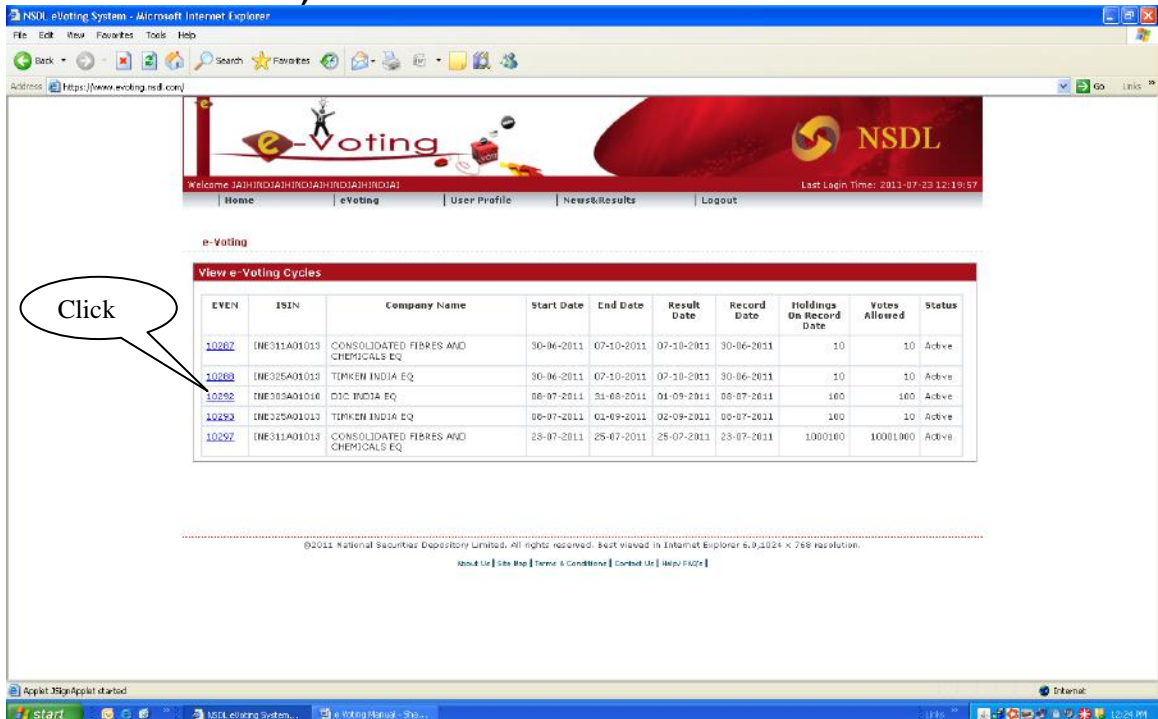 NSDL eVoting System - Microsoft Internet Explorer
File Edit View Favorites Tools Help
Back Search Favorites
Address https://www.evoting.nsdl.com/ Go Links »
e-Voting NSDL
Welcome JAIHINDJAIHINDJAIHINDJAIHINDJAI Last Login Time: 2011-07-23 12:19:57
Home eVoting User Profile News&Results Logout
e-Voting
View e-Voting Cycles
Click
EVEN ISIN Company Name Start Date End Date Result Date Record Date Holdings On Record Date Votes Allowed Status
10287 INE311A01013 CONSOLIDATED FIBRES AND CHEMICALS EQ 30-06-2011 07-10-2011 07-10-2011 30-06-2011 10 10 Active
10288 INE325A01013 TIMKEN INDIA EQ 30-06-2011 07-10-2011 07-10-2011 30-06-2011 10 10 Active
10292 INE303A01010 DIC INDIA EQ 08-07-2011 31-08-2011 01-09-2011 08-07-2011 100 100 Active
10293 INE325A01013 TIMKEN INDIA EQ 08-07-2011 01-09-2011 02-09-2011 08-07-2011 100 10 Active
10297 INE311A01013 CONSOLIDATED FIBRES AND CHEMICALS EQ 23-07-2011 25-07-2011 25-07-2011 23-07-2011 1000100 10001000 Active
@2011 National Securities Depository Limited. All rights reserved. Best viewed in Internet Explorer 6.0,1024 x 768 resolution.
About Us | Site Map | Terms & Conditions | Contact Us | Help/ FAQ's |
Applet JSignApplet started Internet
start NSDL eVoting System... e Voting Manual - Sha... Links » 12:24 PM